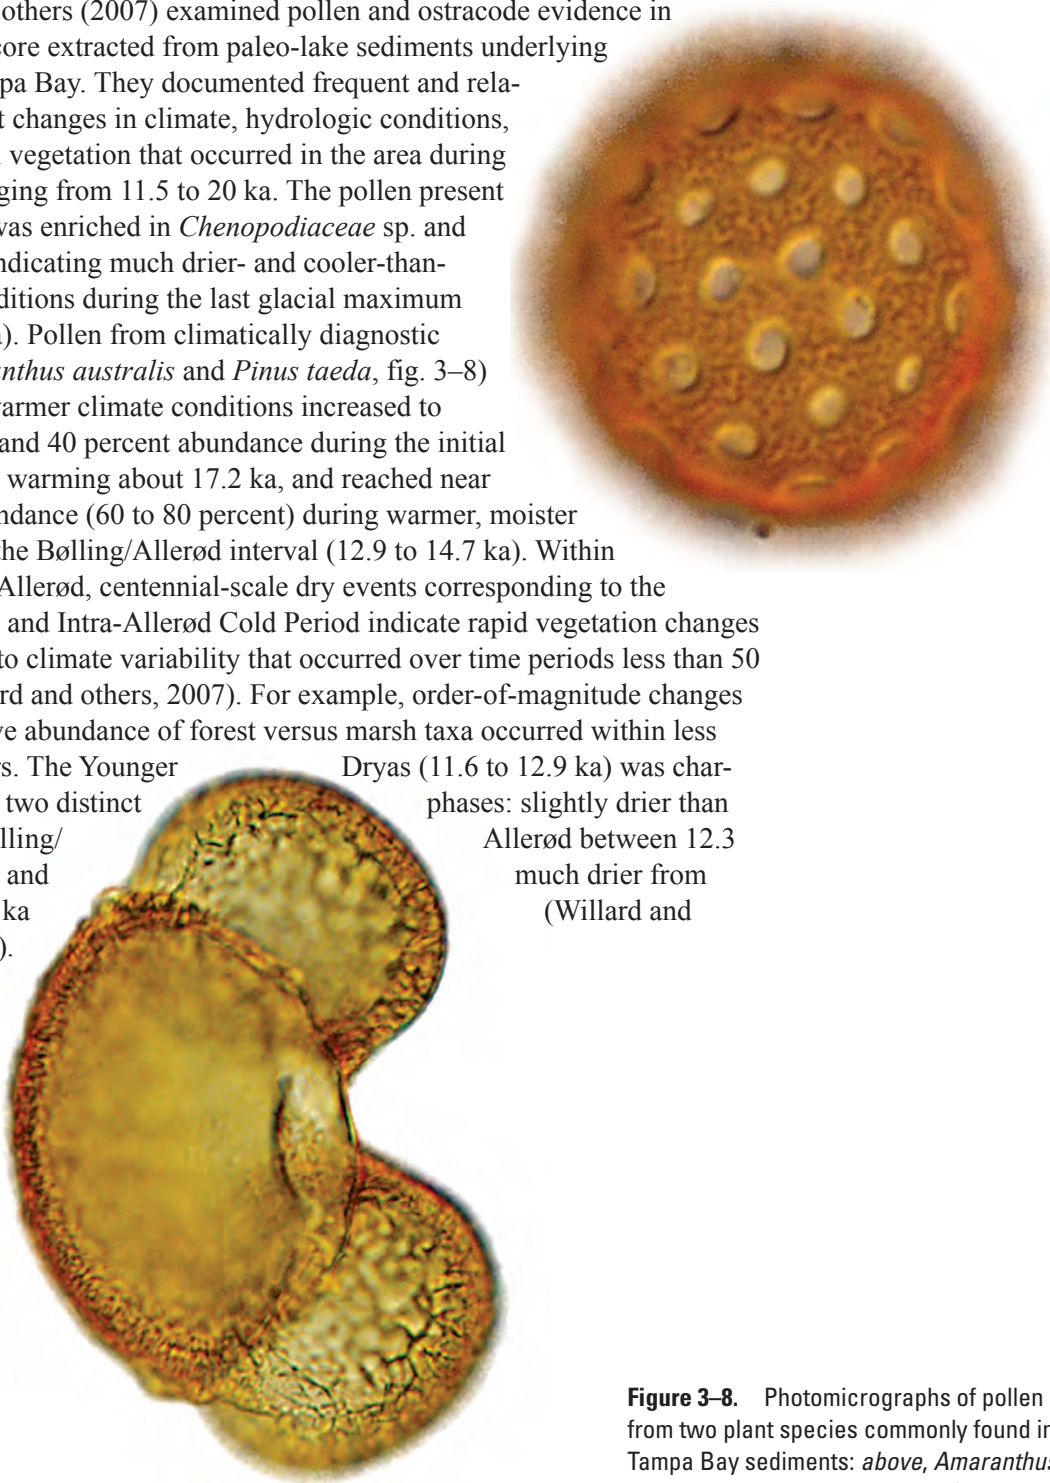 others (2007) examined pollen and ostracode evidence in
core extracted from paleo-lake sediments underlying
pa Bay. They documented frequent and rela-
t changes in climate, hydrologic conditions,
vegetation that occurred in the area during
ging from 11.5 to 20 ka. The pollen present
was enriched in Chenopodiaceae sp. and
ndicating much drier- and cooler-than-
ditions during the last glacial maximum
). Pollen from climatically diagnostic
nthus australis and Pinus taeda, fig. 3–8)
warmer climate conditions increased to
and 40 percent abundance during the initial
warming about 17.2 ka, and reached near
ndance (60 to 80 percent) during warmer, moister
the Bølling/Allerød interval (12.9 to 14.7 ka). Within
Allerød, centennial-scale dry events corresponding to the
and Intra-Allerød Cold Period indicate rapid vegetation changes
to climate variability that occurred over time periods less than 50
rd and others, 2007). For example, order-of-magnitude changes
ve abundance of forest versus marsh taxa occurred within less
rs. The Younger Dryas (11.6 to 12.9 ka) was char-
two distinct phases: slightly drier than
lling/ Allerød between 12.3
and much drier from
ka (Willard and
).
Figure 3–8. Photomicrographs of pollen
from two plant species commonly found in
Tampa Bay sediments: above, Amaranthus